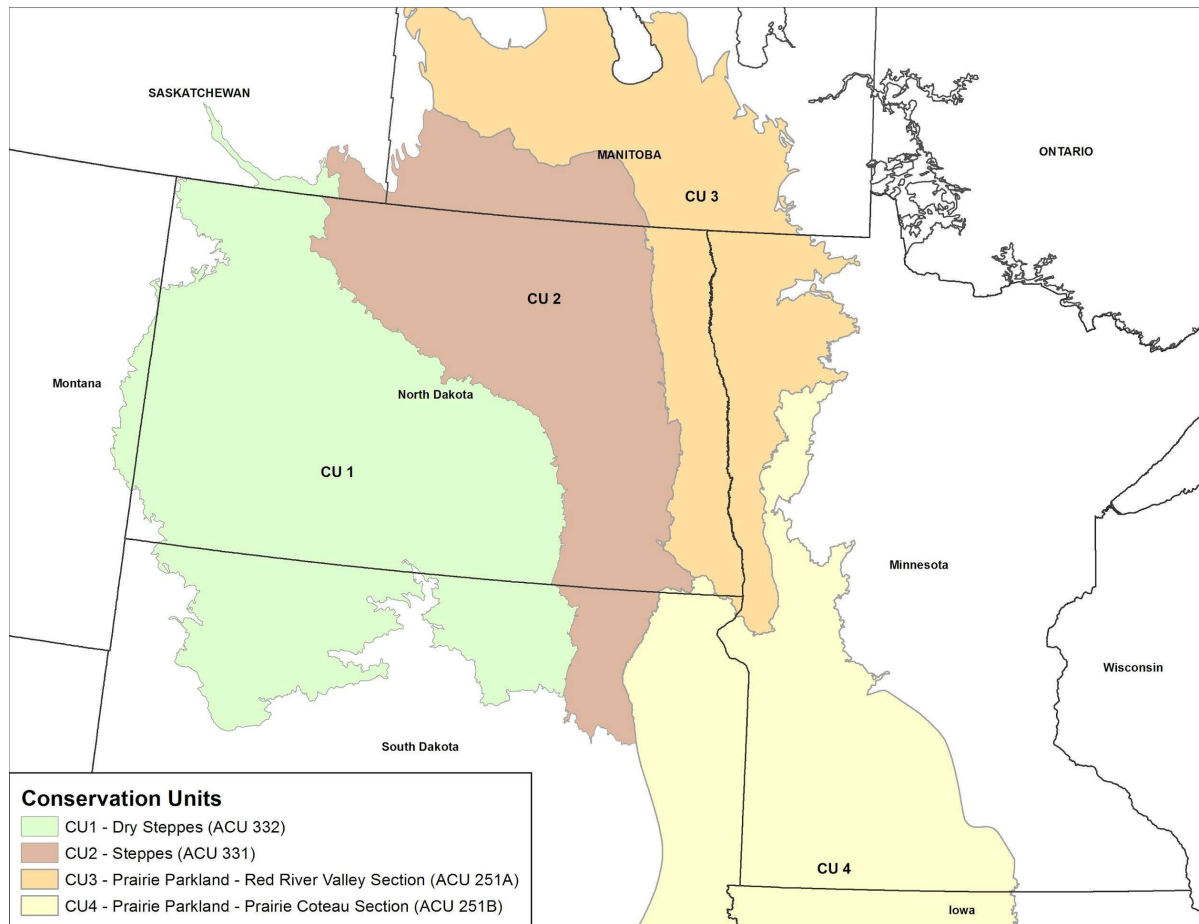 SASKATCHEWAN
MANITOBA
ONTARIO
CU 3
CU 2
Montana
North Dakota
CU 1
Minnesota
Wisconsin
South Dakota
CU 4
Iowa
Conservation Units
CU1 - Dry Steppes (ACU 332)
CU2 - Steppes (ACU 331)
CU3 - Prairie Parkland - Red River Valley Section (ACU 251A)
CU4 - Prairie Parkland - Prairie Coteau Section (ACU 251B)